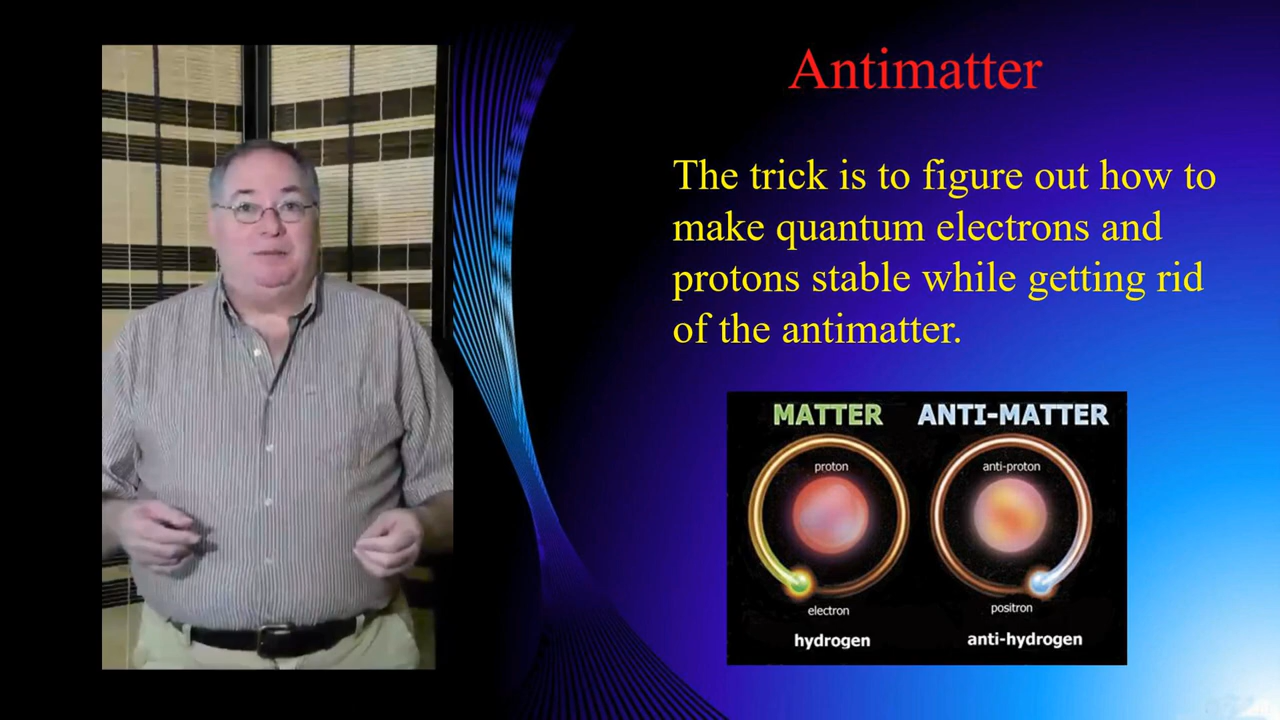 Antimatter
The trick is to figure out how to
make quantum electrons and
protons stable while getting rid
of the antimatter.
MATTER ANTI-MATTER
proton anti-proton
electron positron
hydrogen anti-hydrogen